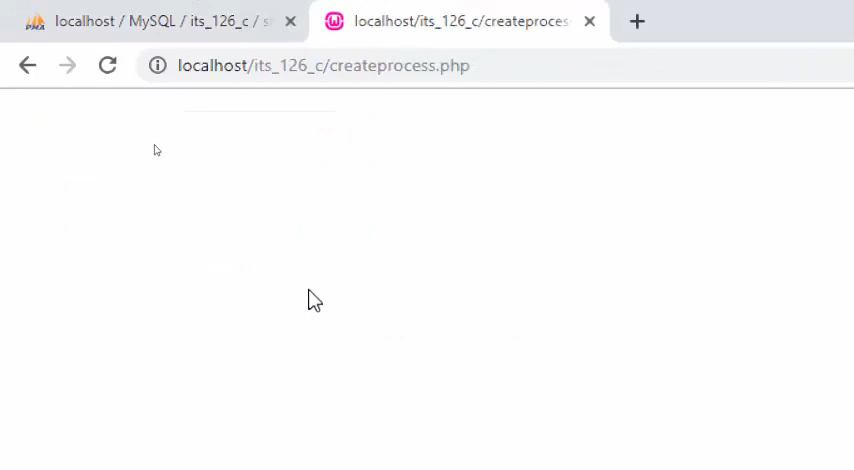 localhost / MySQL / its_126_c /
localhost/its_126_c/createproces
localhost/its_126_c/createprocess.php